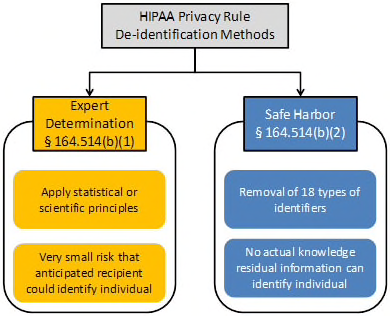 HIPAA Privacy Rule
De-identification Methods
Expert
Determination
§ 164.514(b)(1)
Apply statistical or
scientific principles
Very small risk that
anticipated recipient
could identify individual
Safe Harbor
§ 164.514(b)(2)
Removal of 18 types of
identifiers
No actual knowledge
residual information can
identify individual